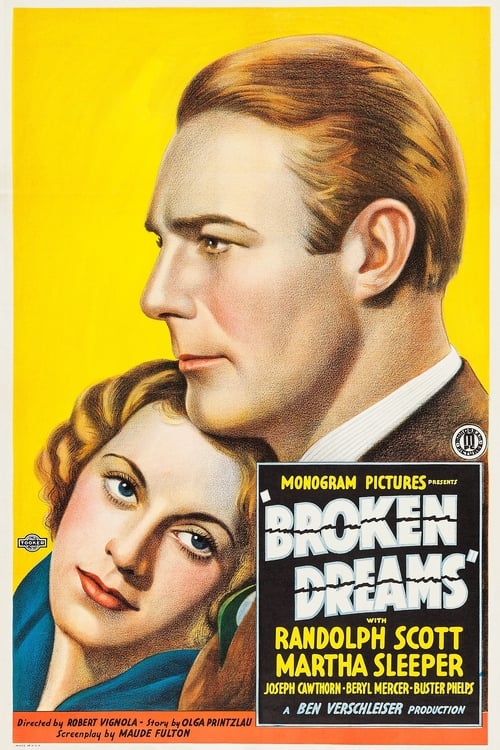 MONOGRAM PICTURES PRESENTS
'BROKEN
DREAMS'
WITH
RANDOLPH SCOTT
MARTHA SLEEPER
JOSEPH CAWTHORN - BERYL MERCER - BUSTER PHELPS
A BEN VERSCHLEISER PRODUCTION
TOOKER
Directed by ROBERT VIGNOLA - Story by OLGA PRINTZLAU
Screenplay by MAUDE FULTON